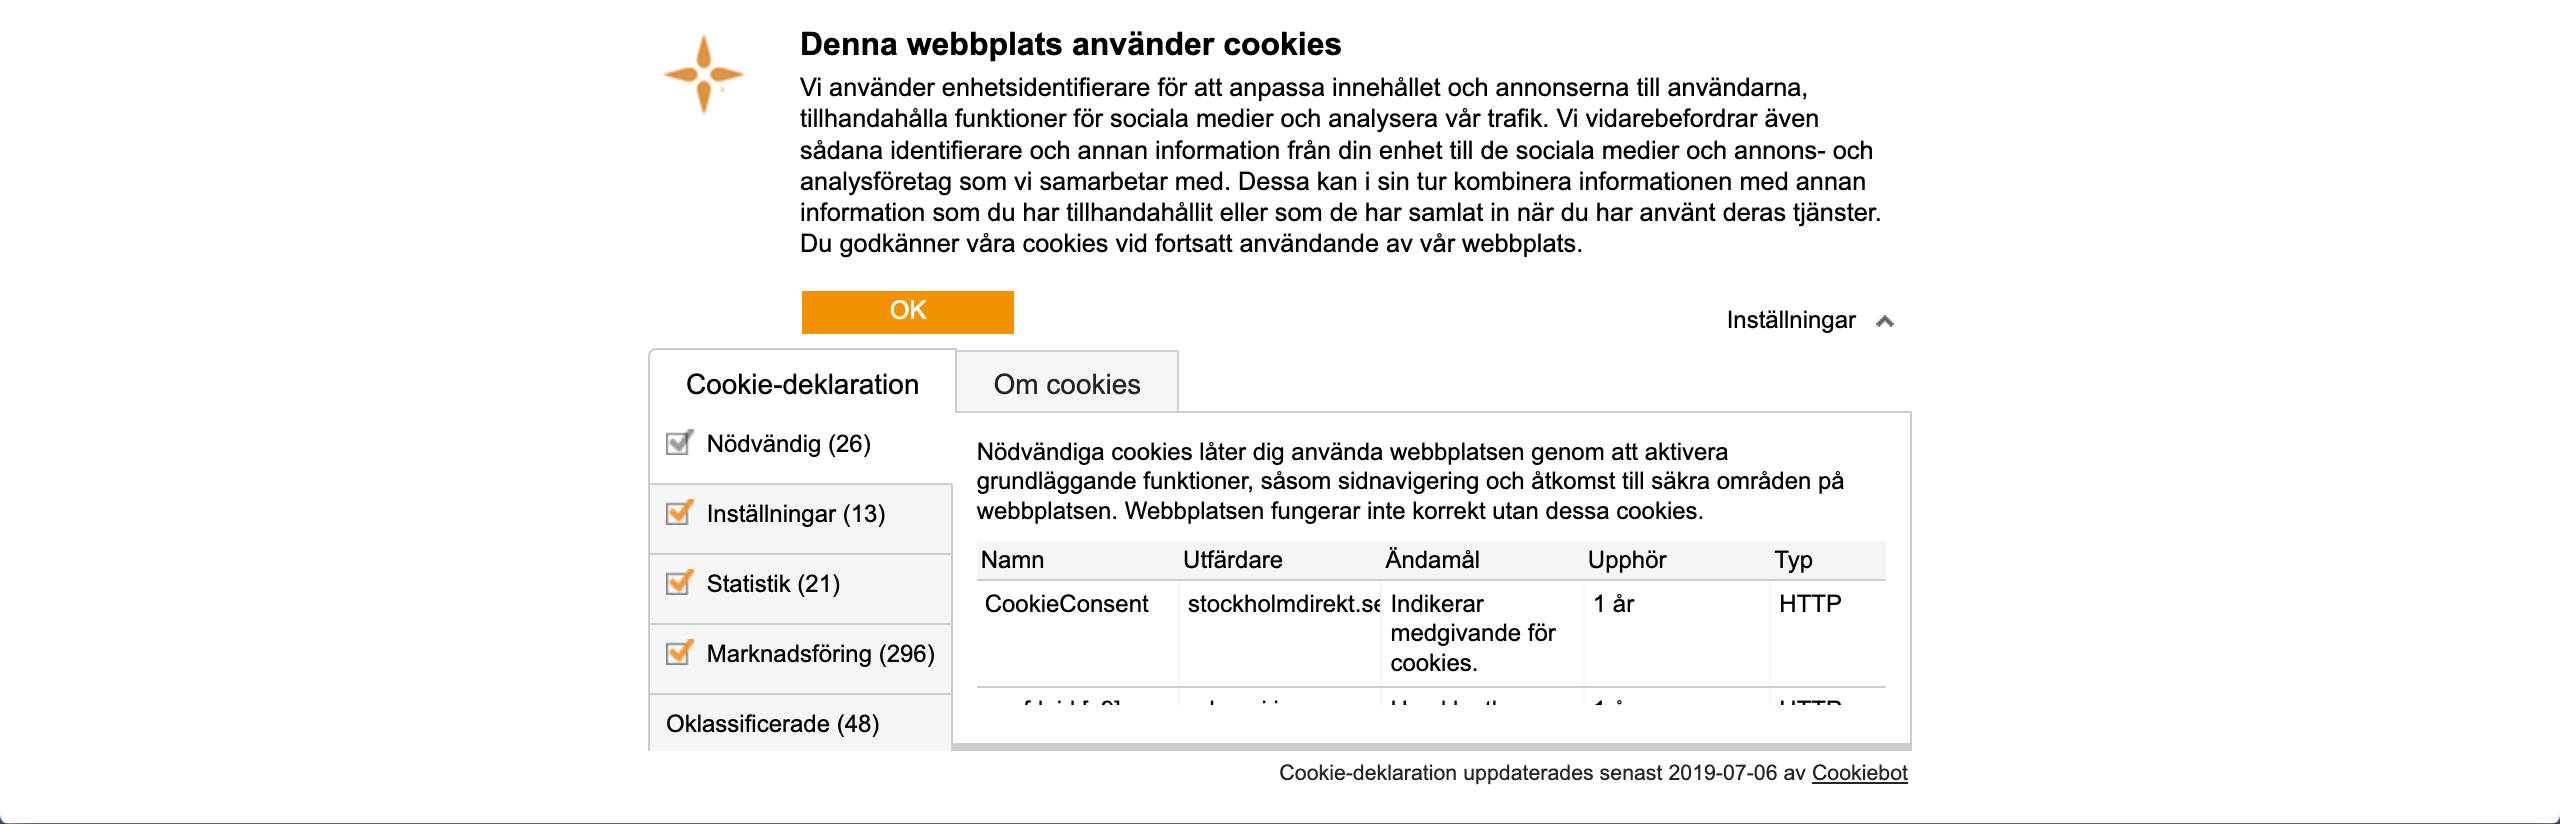 Denna webbplats använder cookies
Vi använder enhetsidentifierare för att anpassa innehållet och annonserna till användarna,
tillhandahålla funktioner för sociala medier och analysera vår trafik. Vi vidarebefordrar även
sådana identifierare och annan information från din enhet till de sociala medier och annons- och
analysföretag som vi samarbetar med. Dessa kan i sin tur kombinera informationen med annan
information som du har tillhandahållit eller som de har samlat in när du har använt deras tjänster.
Du godkänner våra cookies vid fortsatt användande av vår webbplats.
OK
Inställningar
Cookie-deklaration
Om cookies
Nödvändig (26)
Inställningar (13)
Statistik (21)
Marknadsföring (296)
Oklassificerade (48)
Nödvändiga cookies låter dig använda webbplatsen genom att aktivera
grundläggande funktioner, såsom sidnavigering och åtkomst till säkra områden på
webbplatsen. Webbplatsen fungerar inte korrekt utan dessa cookies.
Namn Utfärdare Ändamål Upphör Typ
CookieConsent stockholmdirekt.se Indikerar 1 år HTTP
medgivande för
cookies.
1 år HTTP
Cookie-deklaration uppdaterades senast 2019-07-06 av Cookiebot